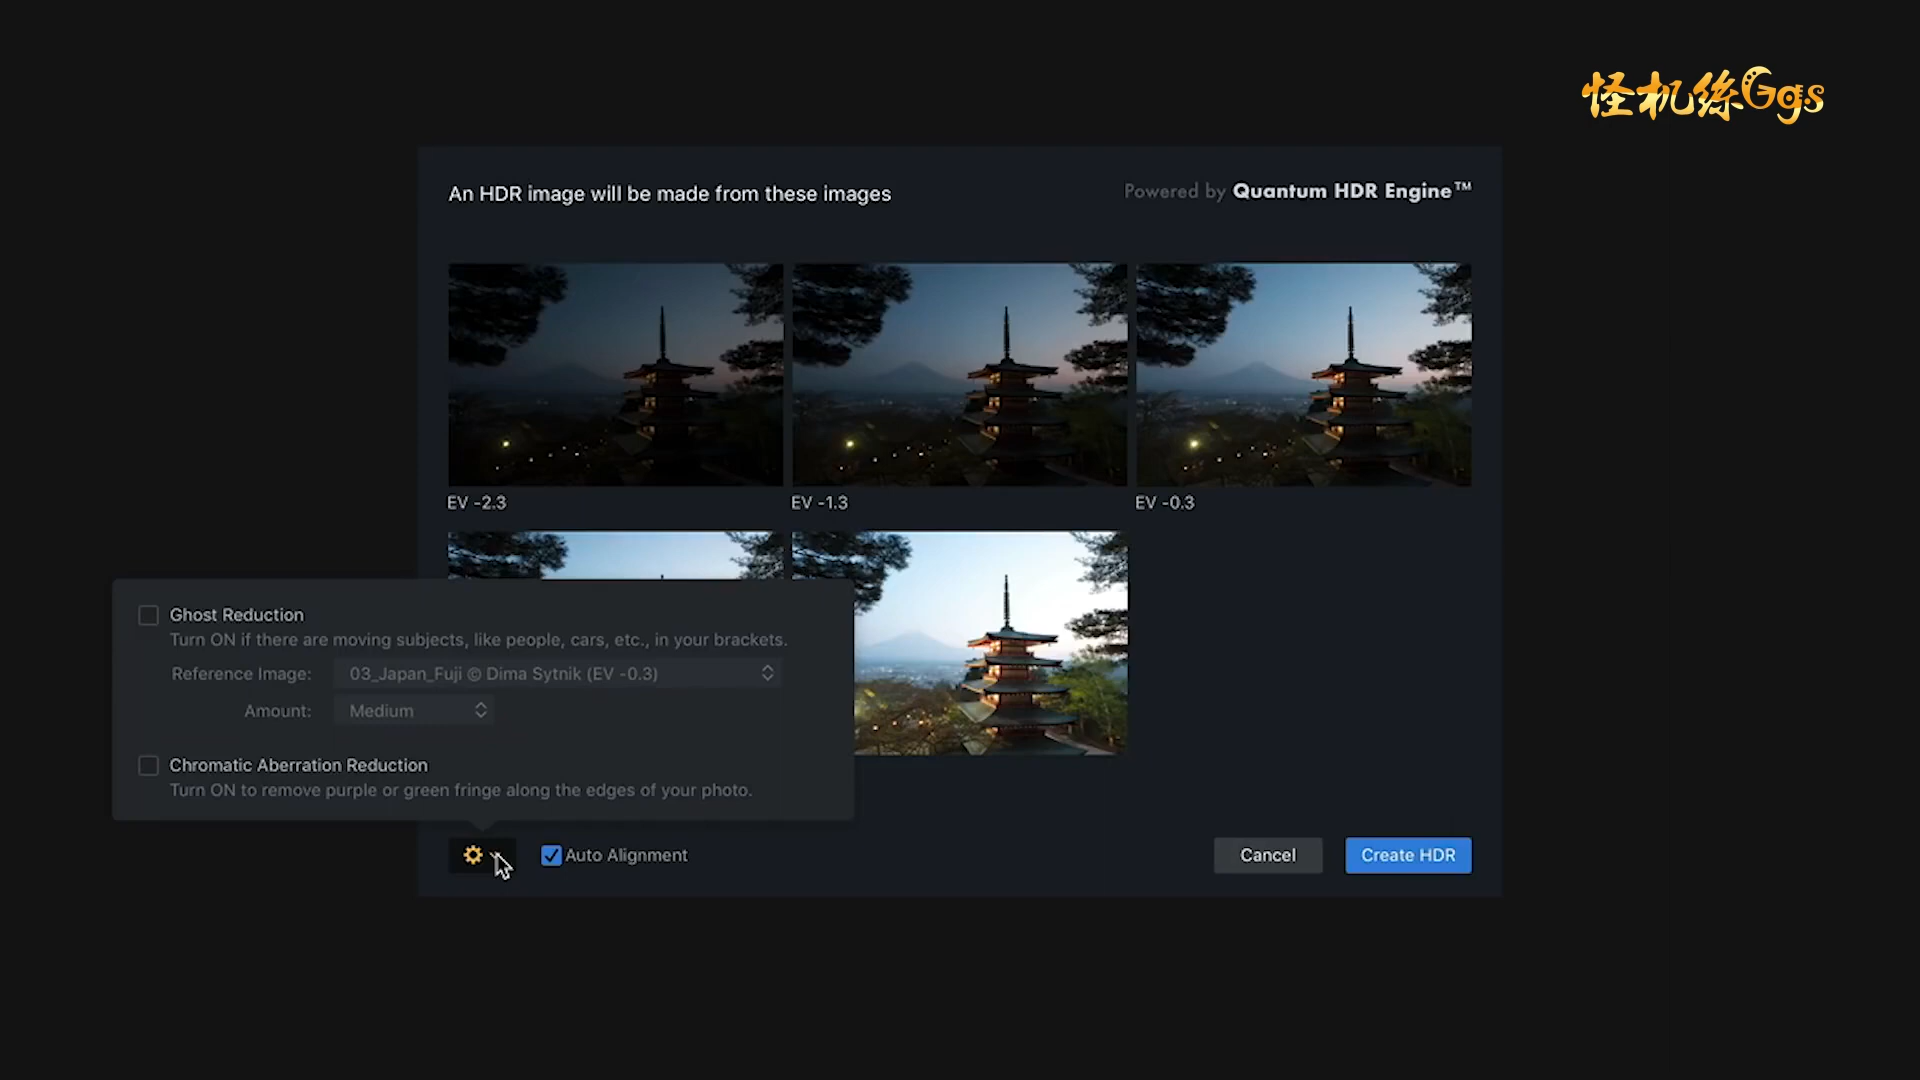 怪机丝Ggs
An HDR image will be made from these images
Powered by Quantum HDR Engine™
EV -2.3
EV -1.3
EV -0.3
Ghost Reduction
Turn ON if there are moving subjects, like people, cars, etc., in your brackets.
Reference Image: 03_Japan_Fuji © Dima Sytnik (EV -0.3)
Amount: Medium
Chromatic Aberration Reduction
Turn ON to remove purple or green fringe along the edges of your photo.
Auto Alignment
Cancel
Create HDR